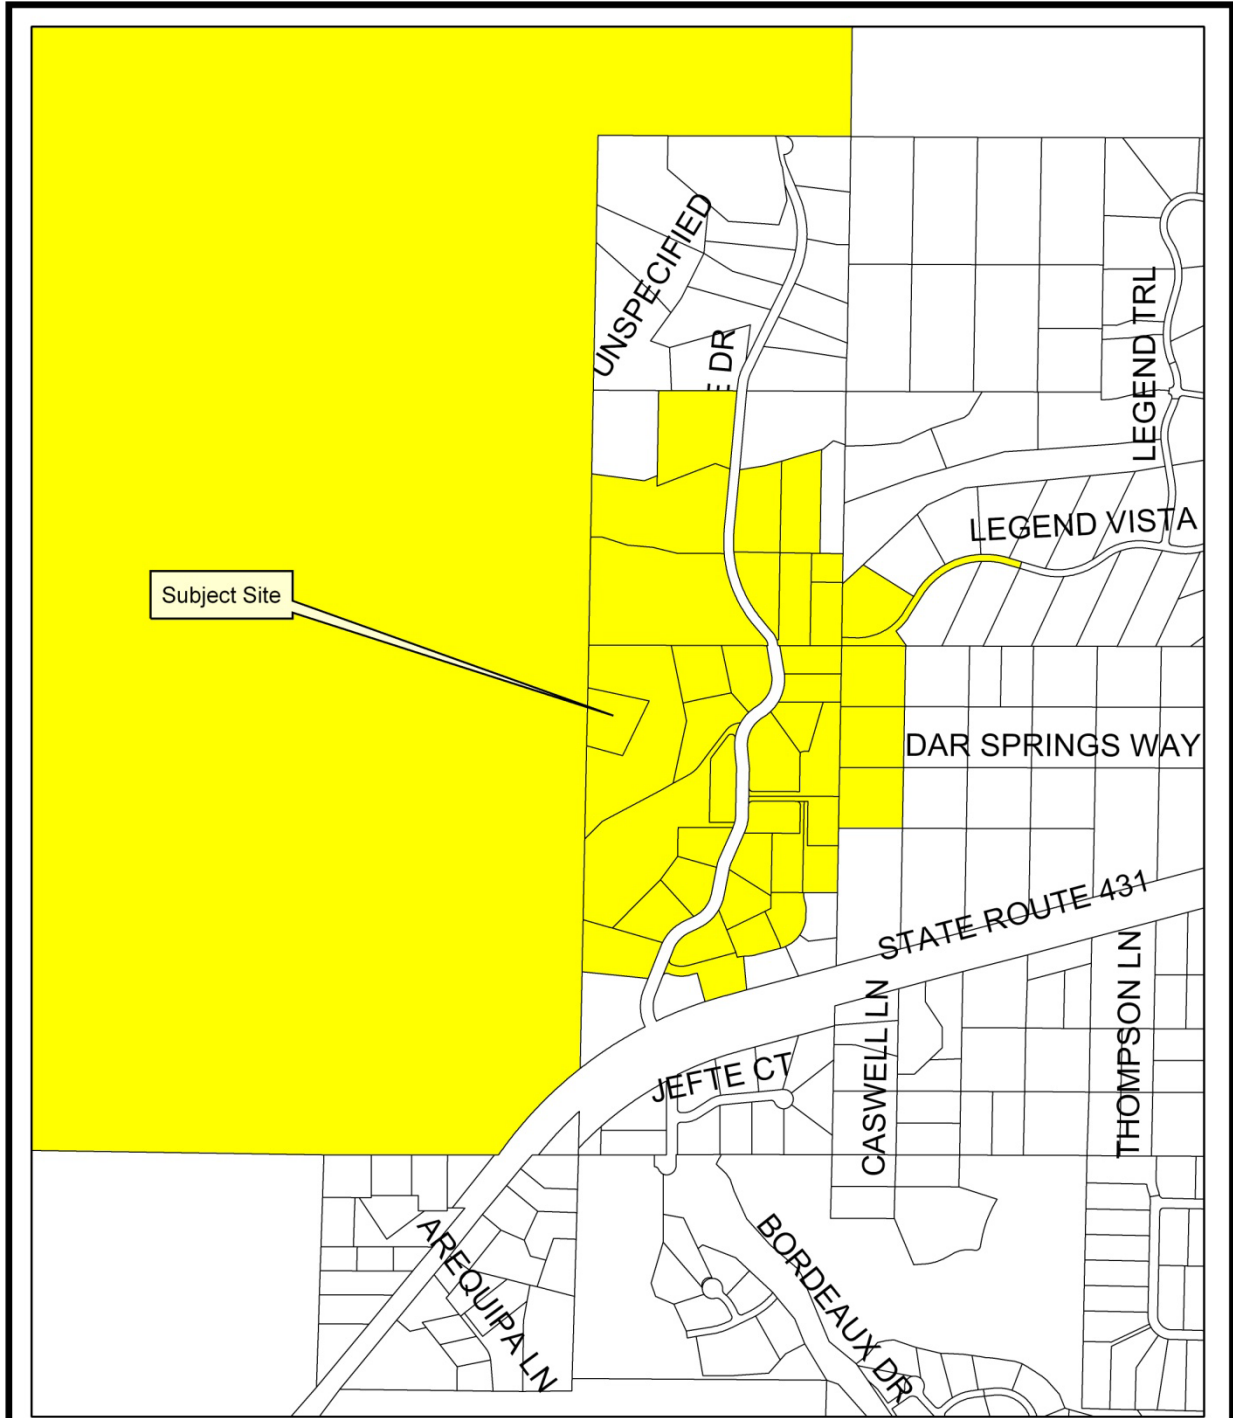 UNSPECIFIED
E DR
LEGEND TRL
LEGEND VISTA
Subject Site
DAR SPRINGS WAY
STATE ROUTE 431
THOMPSON LN
CASWELL LN
JEFTE CT
AREQUIPA LN
BORDEAUX DR